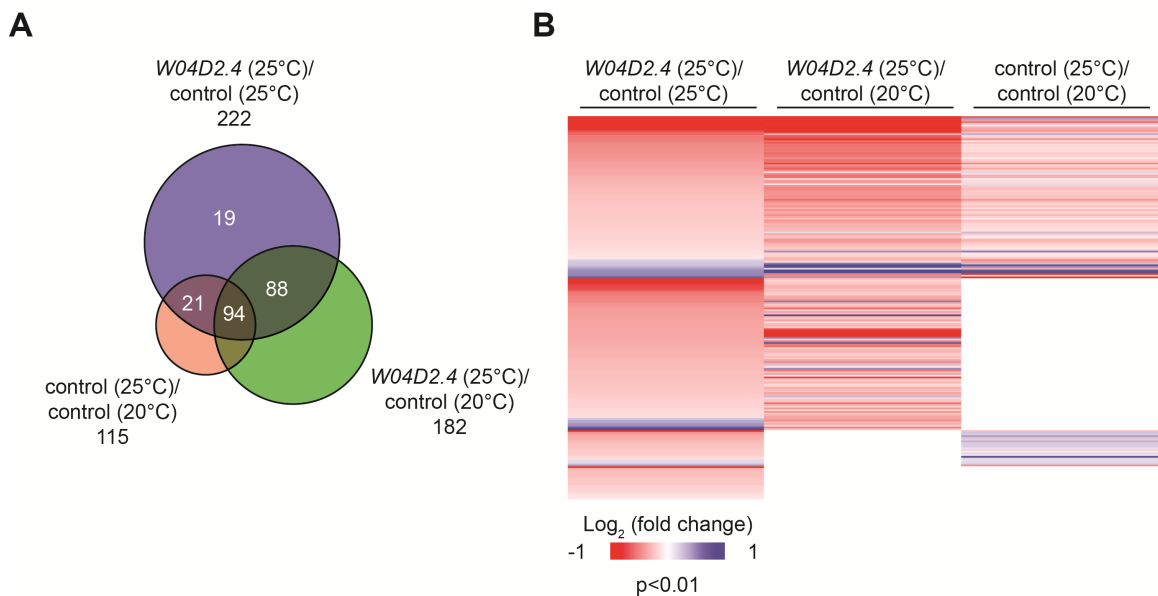 A
W04D2.4 (25°C)/
control (25°C)
222
19
21
94
88
control (25°C)/
control (20°C)
115
W04D2.4 (25°C)/
control (20°C)
182
B
W04D2.4 (25°C)/
control (25°C)
W04D2.4 (25°C)/
control (20°C)
control (25°C)/
control (20°C)
Log₂ (fold change)
-1 1
p<0.01